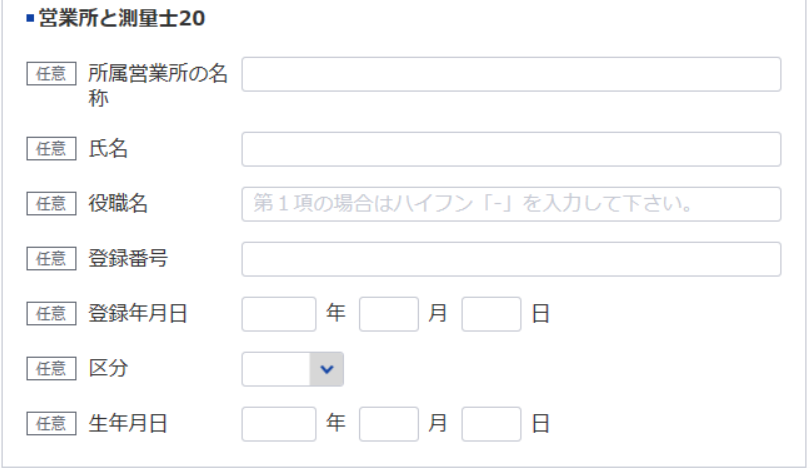 営業所と測量士20
任意 所属営業所の名
称
任意 氏名
任意 役職名 第１項の場合はハイフン「-」を入力して下さい。
任意 登録番号
任意 登録年月日 年 月 日
任意 区分
任意 生年月日 年 月 日